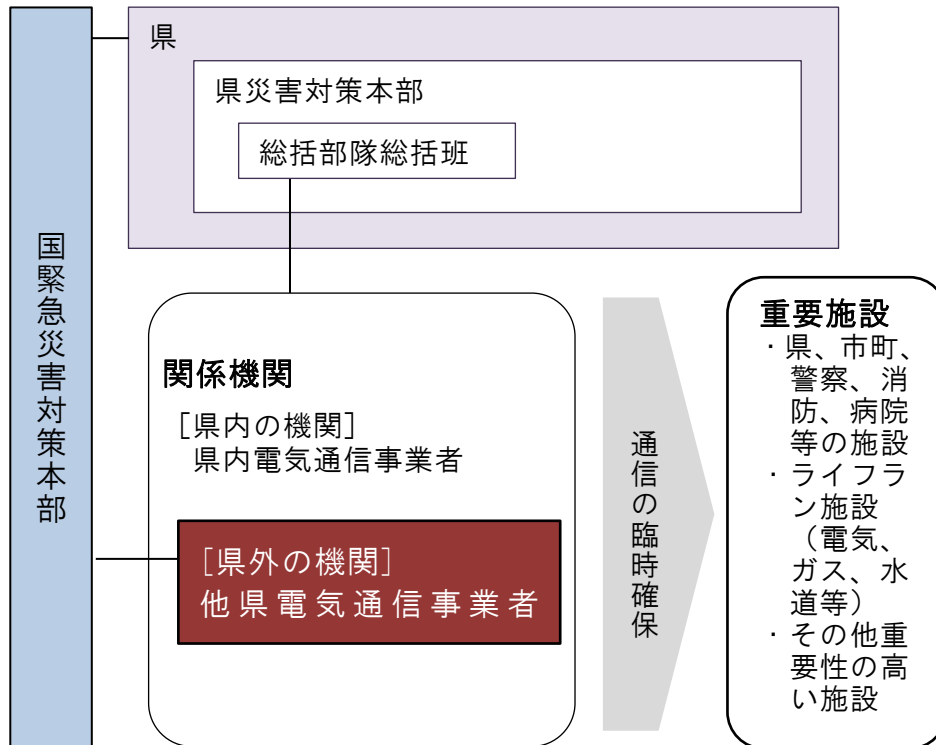 国緊急災害対策本部
県
県災害対策本部
総括部隊総括班
関係機関
[県内の機関]
県内電気通信事業者
[県外の機関]
他県電気通信事業者
通信の臨時確保
重要施設
・県、市町、
警察、消
防、病院
等の施設
・ライフラ
ン施設
（電気、
ガス、水
道等）
・その他重
要性の高
い施設